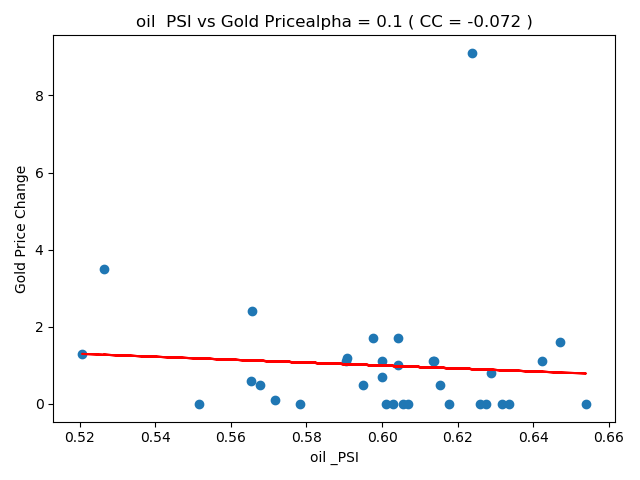 oil  PSI vs Gold Pricealpha = 0.1 ( CC = -0.072 )
Gold Price Change
8
6
4
2
0
0.52 0.54 0.56 0.58 0.60 0.62 0.64 0.66
oil _PSI